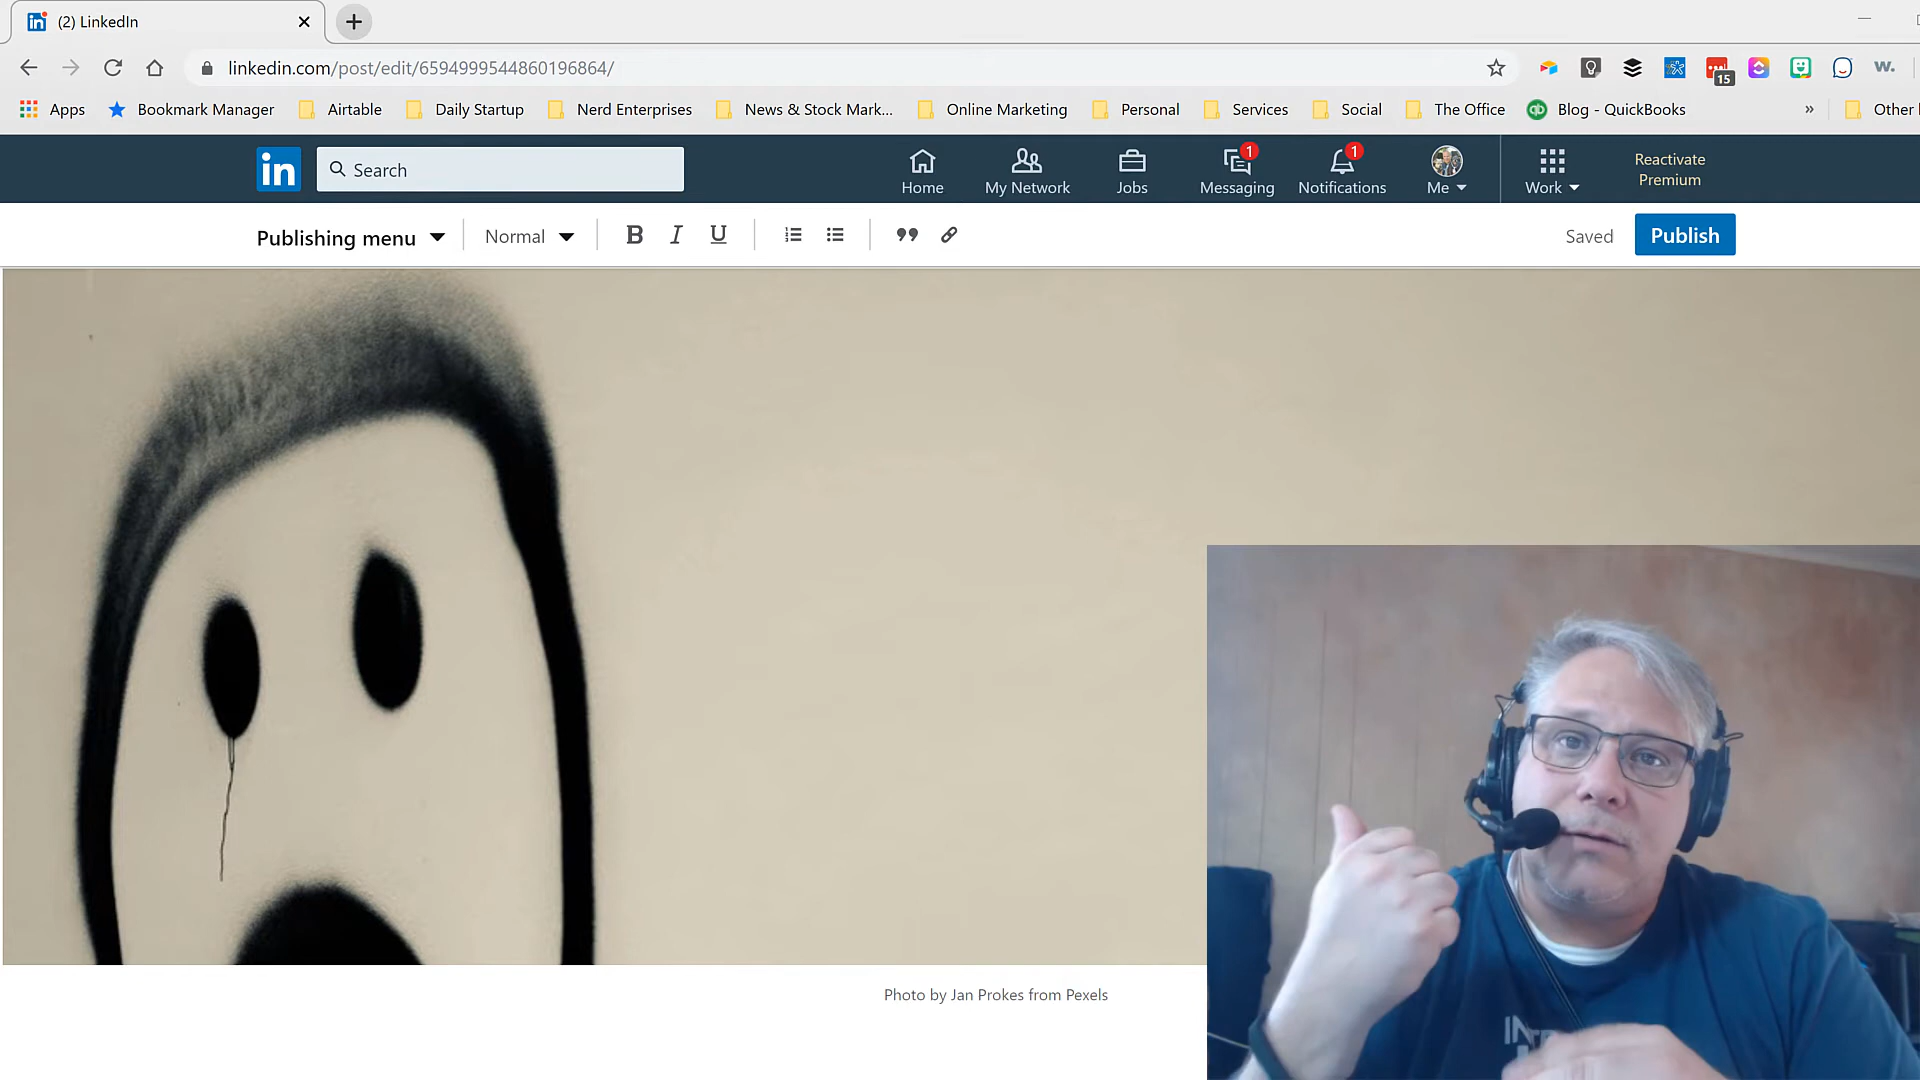 (2) LinkedIn
linkedin.com/post/edit/6594999544860196864/
15
W.
Apps Bookmark Manager Airtable Daily Startup Nerd Enterprises News & Stock Mark... Online Marketing Personal Services Social The Office Blog - QuickBooks » Other
in Search Home My Network Jobs 1 Messaging 1 Notifications Me Work Reactivate
Premium
Publishing menu Normal B I U Saved Publish
Photo by Jan Prokes from Pexels